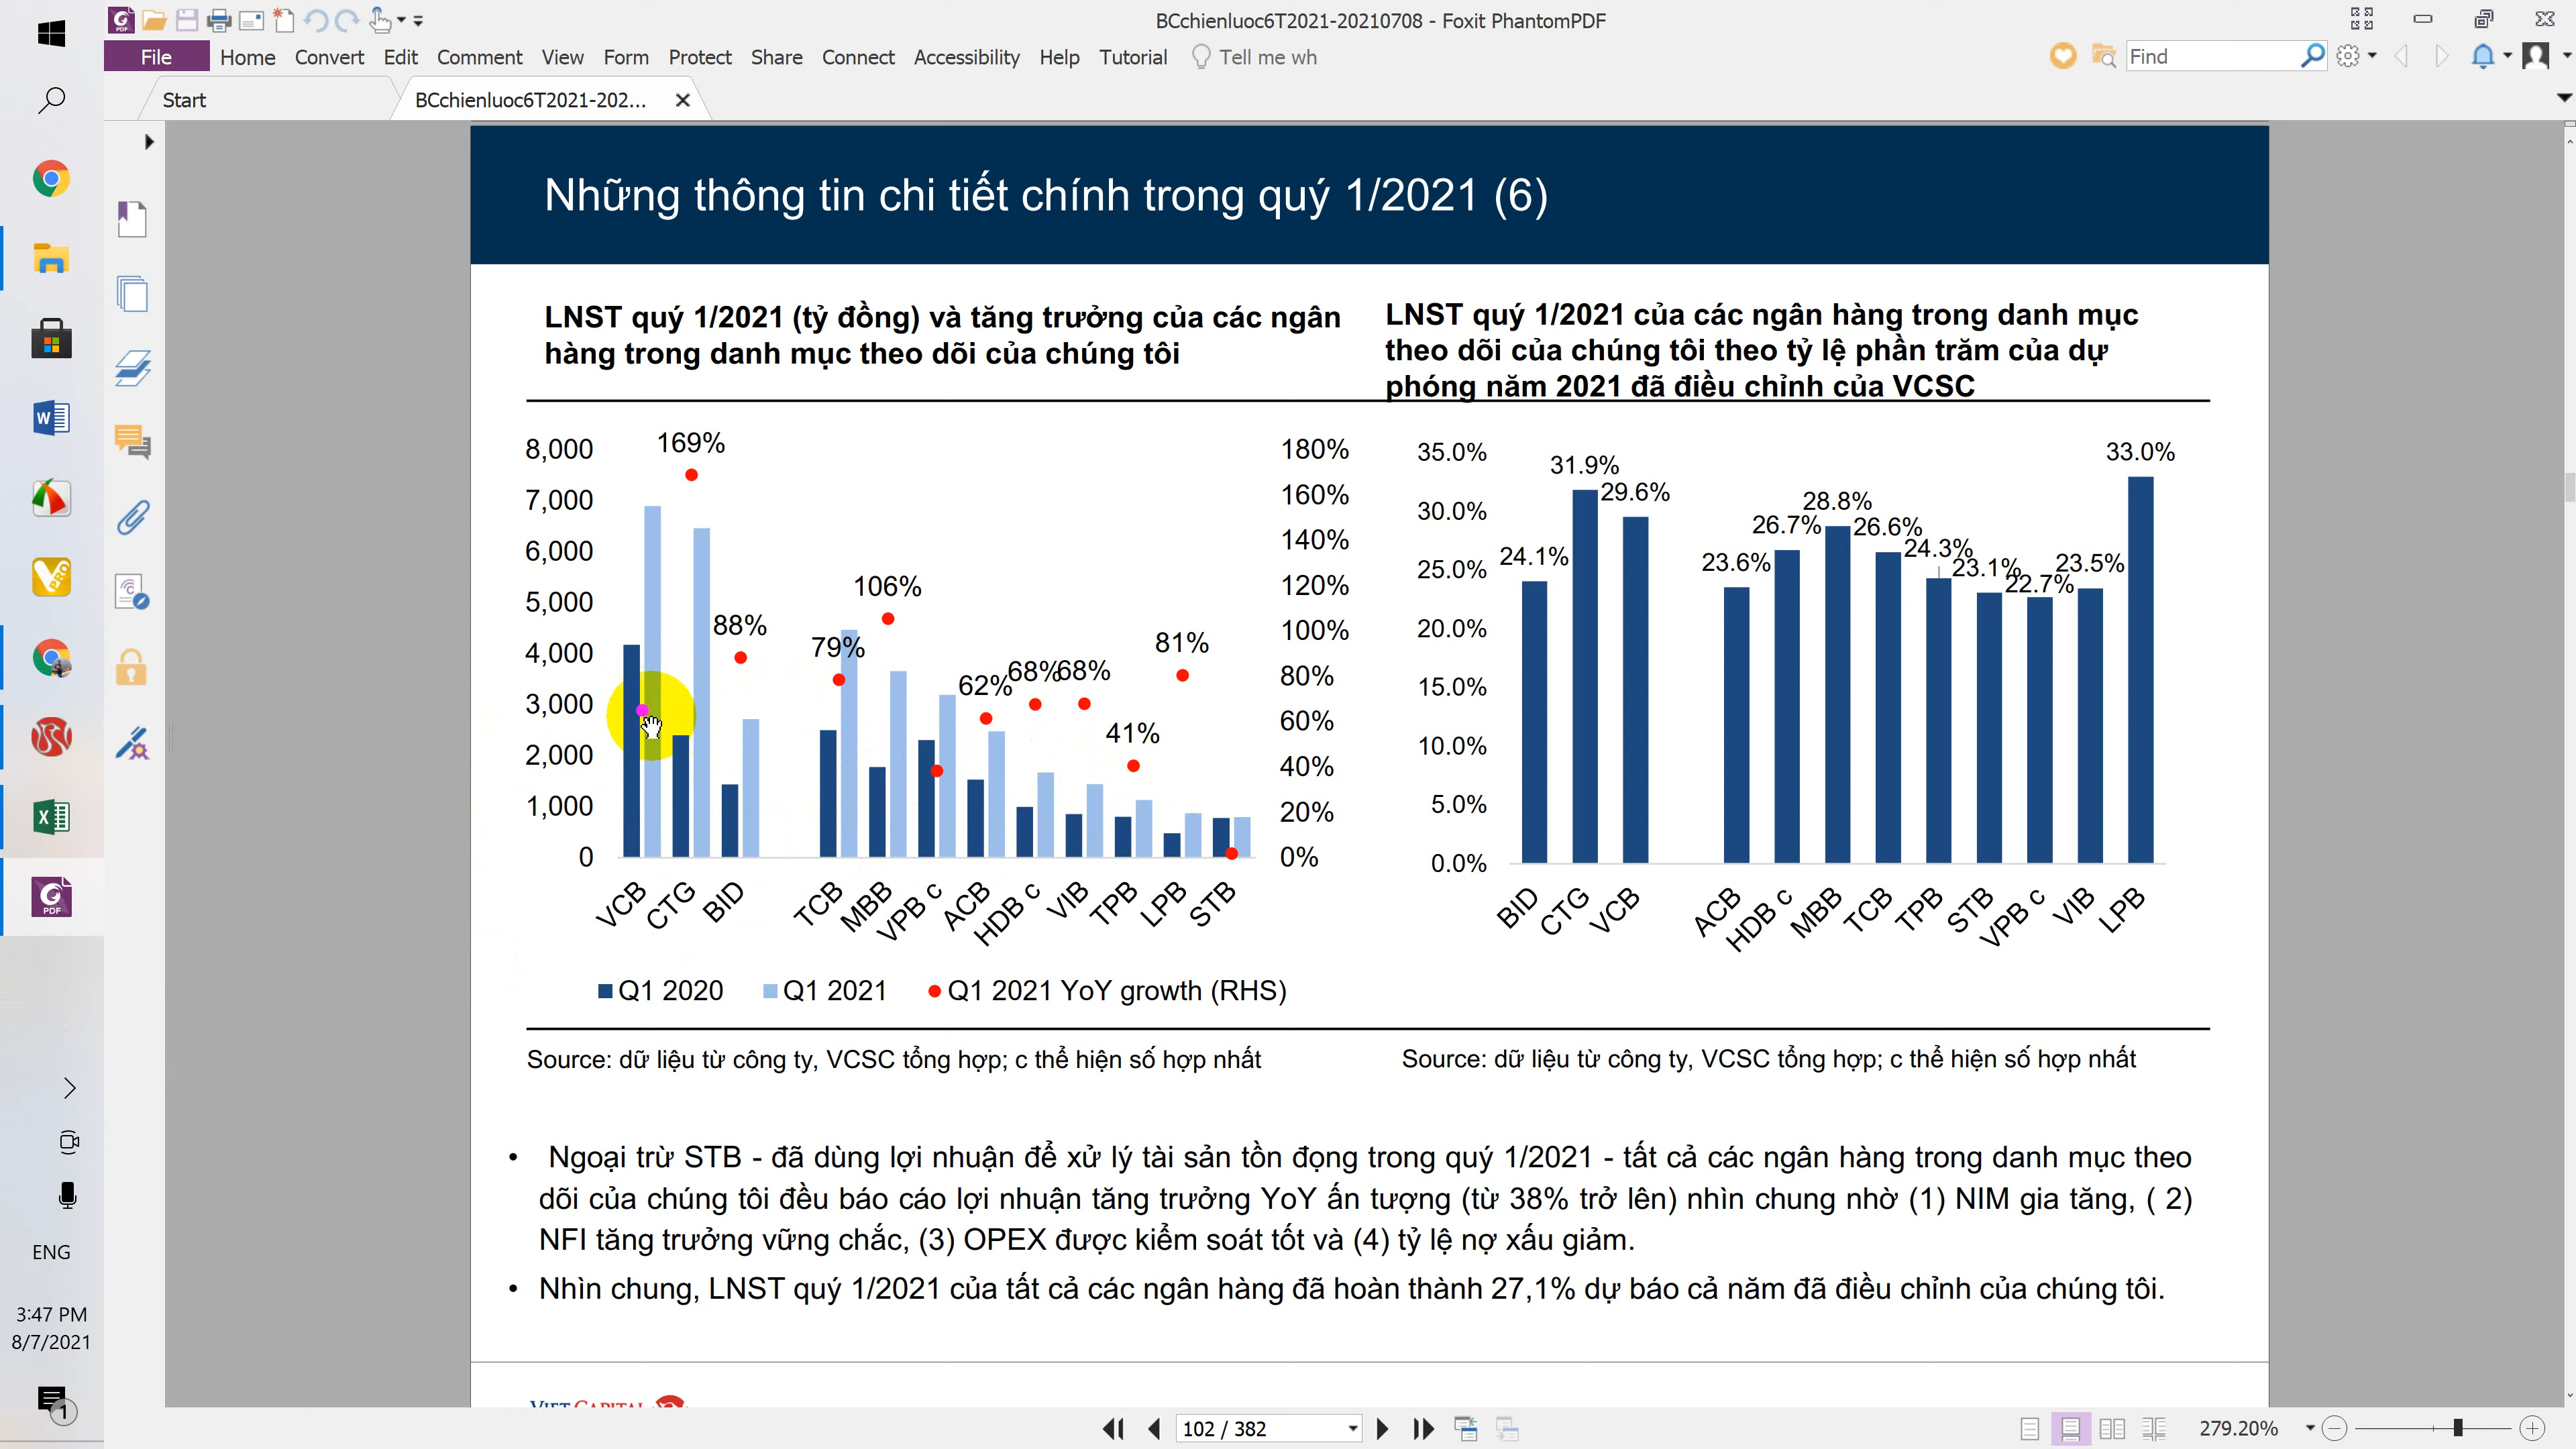 BCchienluoc6T2021-20210708 - Foxit PhantomPDF
File Home Convert Edit Comment View Form Protect Share Connect Accessibility Help Tutorial Tell me wh Find
Start BCchienluoc6T2021-202...
Những thông tin chi tiết chính trong quý 1/2021 (6)
LNST quý 1/2021 (tỷ đồng) và tăng trưởng của các ngân
hàng trong danh mục theo dõi của chúng tôi
8,000
7,000
6,000
5,000
4,000
3,000
2,000
1,000
0
169%
88%
79%
106%
62%
68%
68%
41%
81%
180%
160%
140%
120%
100%
80%
60%
40%
20%
0%
VCB CTG BID TCB MBB VPB c ACB HDB c VIB TPB LPB STB
Q1 2020 Q1 2021 Q1 2021 YoY growth (RHS)
Source: dữ liệu từ công ty, VCSC tổng hợp; c thể hiện số hợp nhất
LNST quý 1/2021 của các ngân hàng trong danh mục
theo dõi của chúng tôi theo tỷ lệ phần trăm của dự
phóng năm 2021 đã điều chỉnh của VCSC
35.0%
30.0%
25.0%
20.0%
15.0%
10.0%
5.0%
0.0%
24.1%
31.9%
29.6%
23.6%
26.7%
28.8%
26.6%
24.3%
23.1%
22.7%
23.5%
33.0%
BID CTG VCB ACB HDB c MBB TCB TPB STB VPB c VIB LPB
Source: dữ liệu từ công ty, VCSC tổng hợp; c thể hiện số hợp nhất
• Ngoại trừ STB - đã dùng lợi nhuận để xử lý tài sản tồn đọng trong quý 1/2021 - tất cả các ngân hàng trong danh mục theo
dõi của chúng tôi đều báo cáo lợi nhuận tăng trưởng YoY ấn tượng (từ 38% trở lên) nhìn chung nhờ (1) NIM gia tăng, ( 2)
NFI tăng trưởng vững chắc, (3) OPEX được kiểm soát tốt và (4) tỷ lệ nợ xấu giảm.
• Nhìn chung, LNST quý 1/2021 của tất cả các ngân hàng đã hoàn thành 27,1% dự báo cả năm đã điều chỉnh của chúng tôi.
102 / 382
279.20%
ENG
3:47 PM
8/7/2021
1